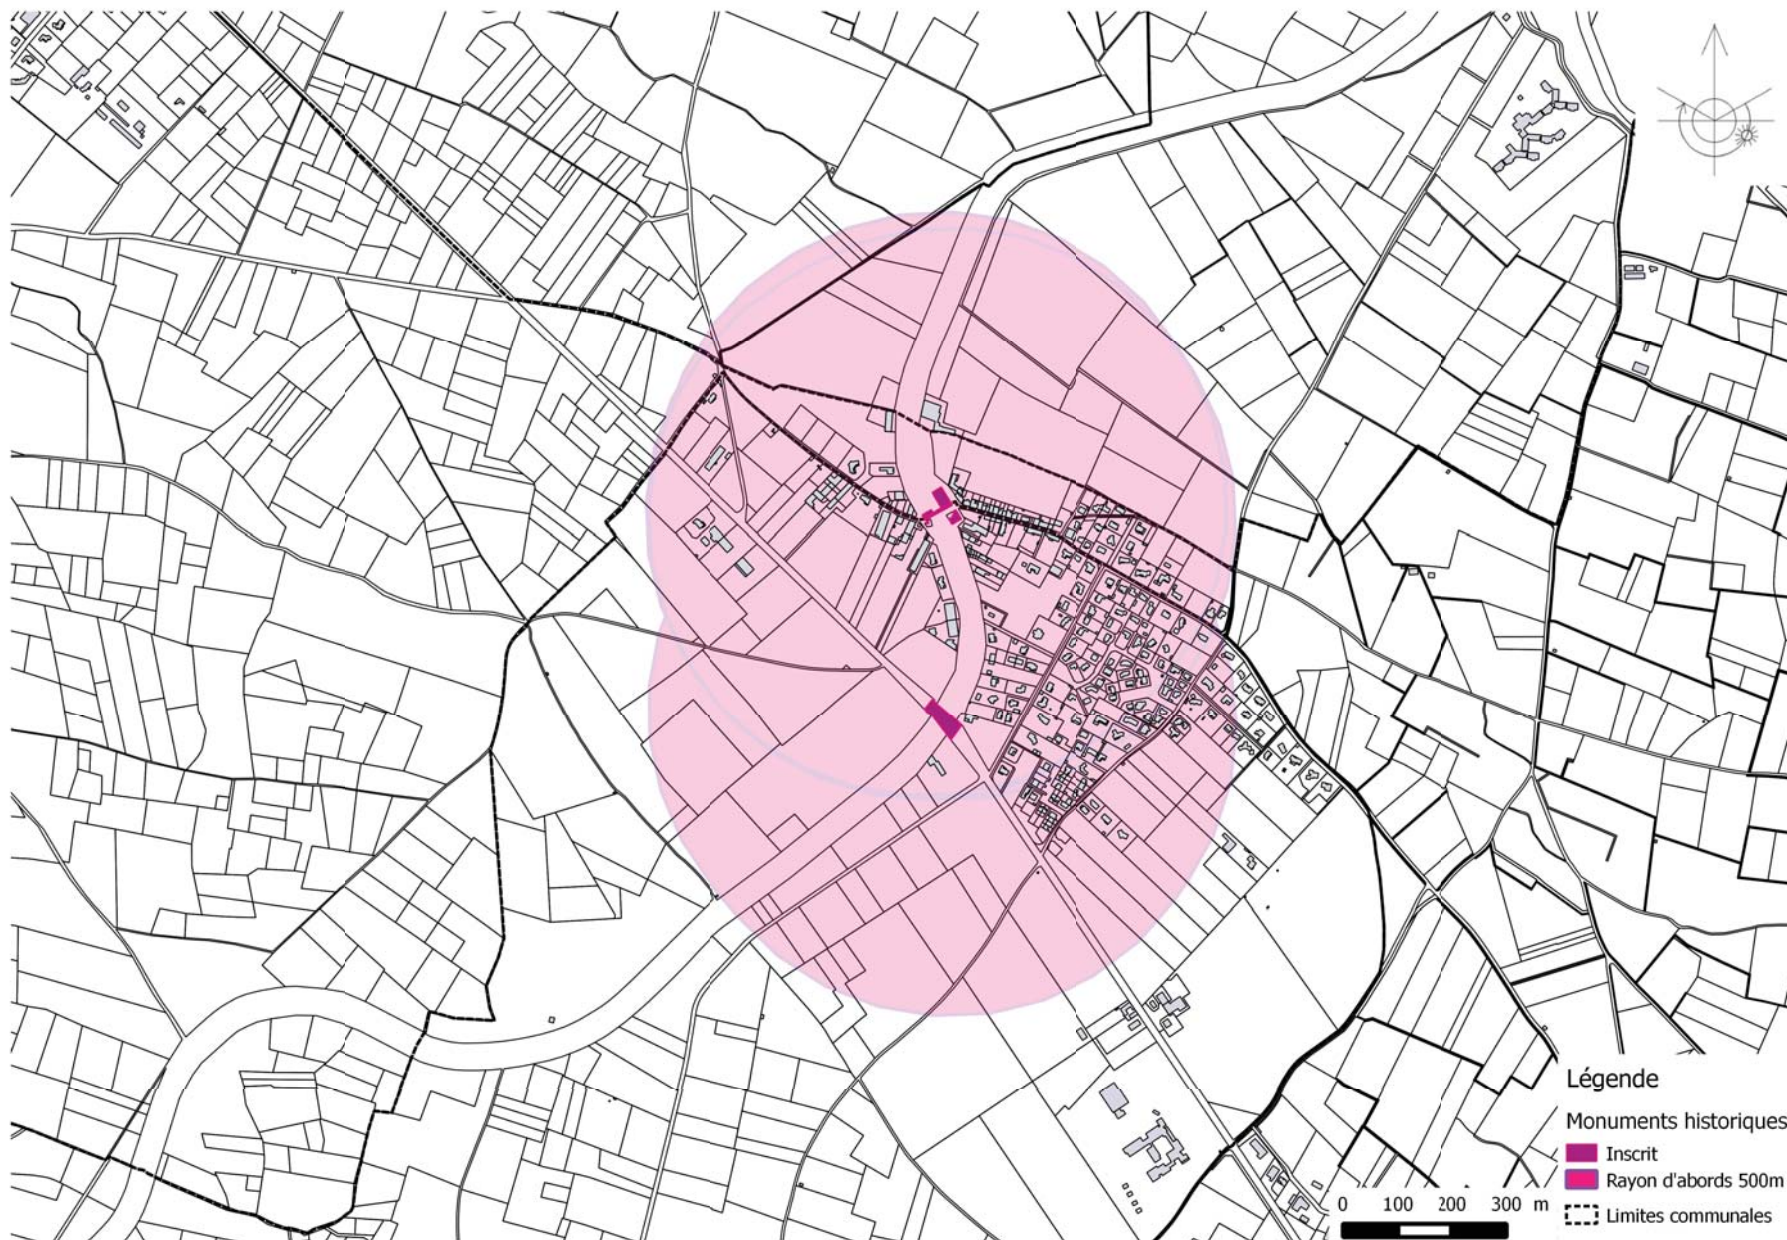 Légende
Monuments historiques
Inscrit
Rayon d'abords 500m
Limites communales
0 100 200 300 m